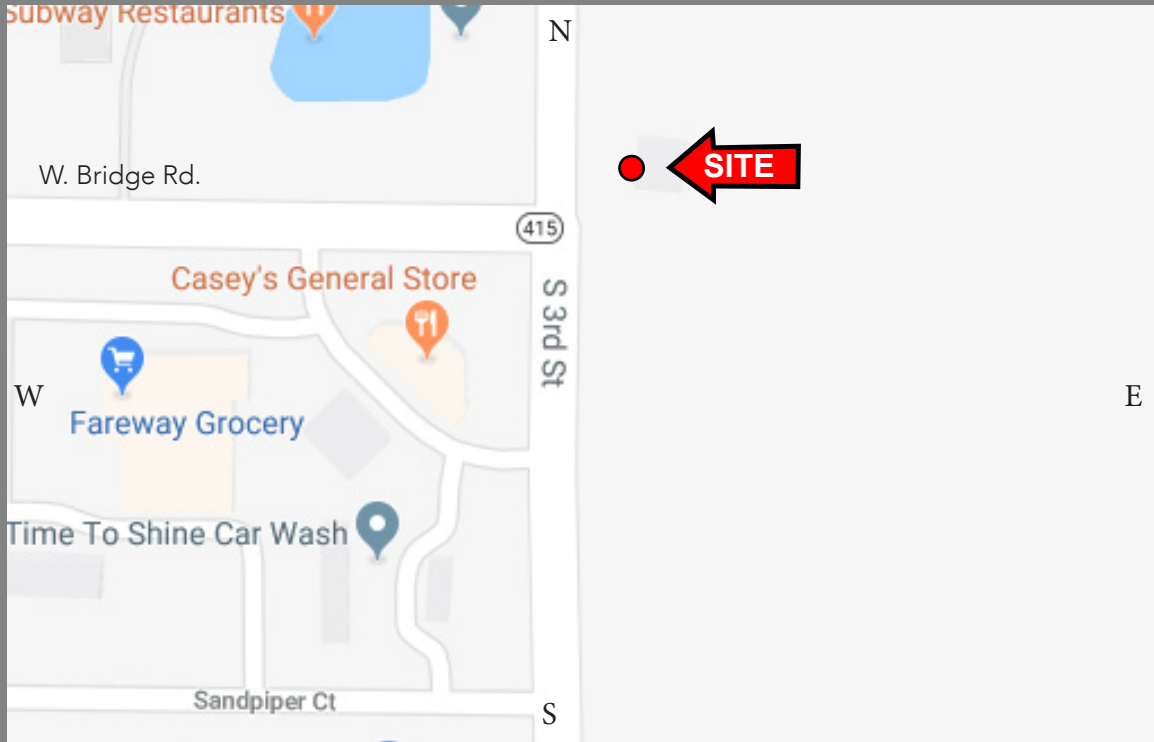 Subway Restaurants
N
SITE
W. Bridge Rd.
415
Casey's General Store
S 3rd St
W
E
Fareway Grocery
Time To Shine Car Wash
Sandpiper Ct
S